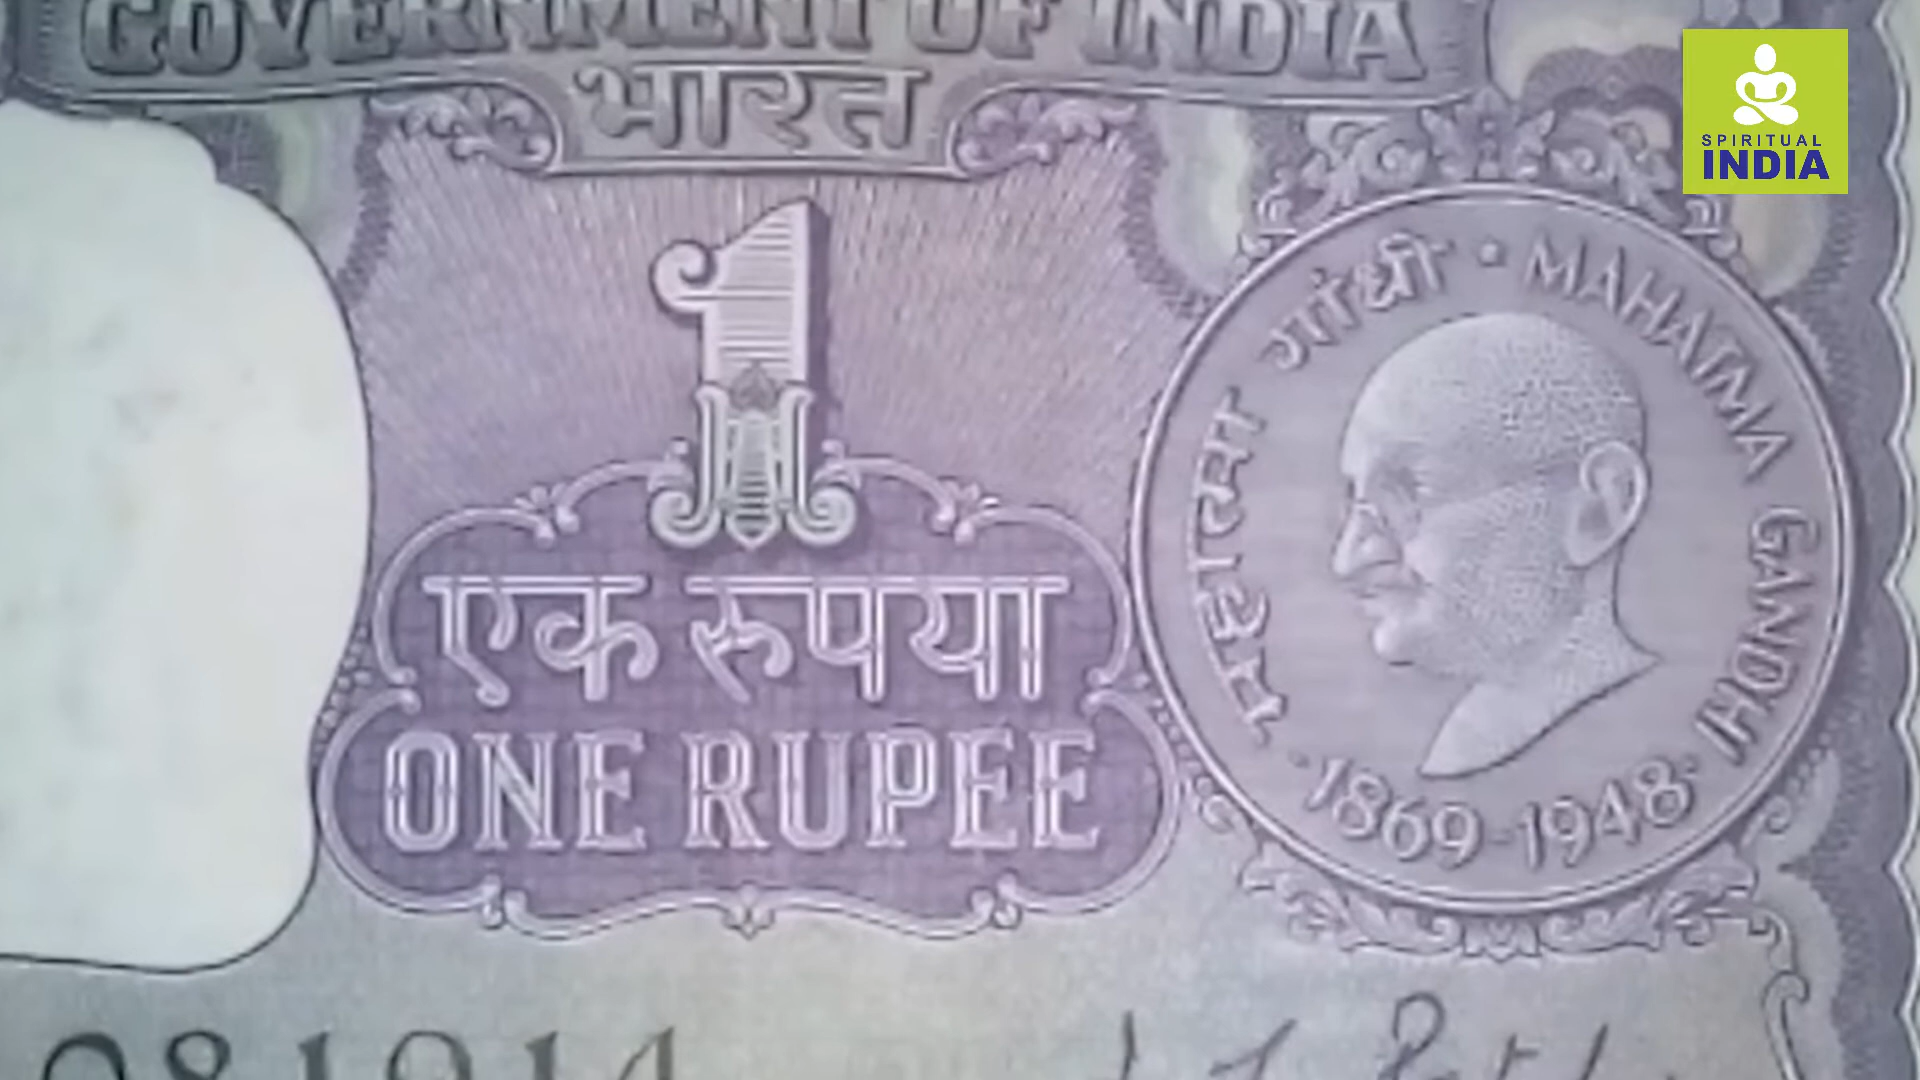 GOVERNMENT OF INDIA
भारत
SPIRITUAL
INDIA
1
महात्मा गांधी • MAHATMA GANDHI
एक रुपया
ONE RUPEE
1869-1948